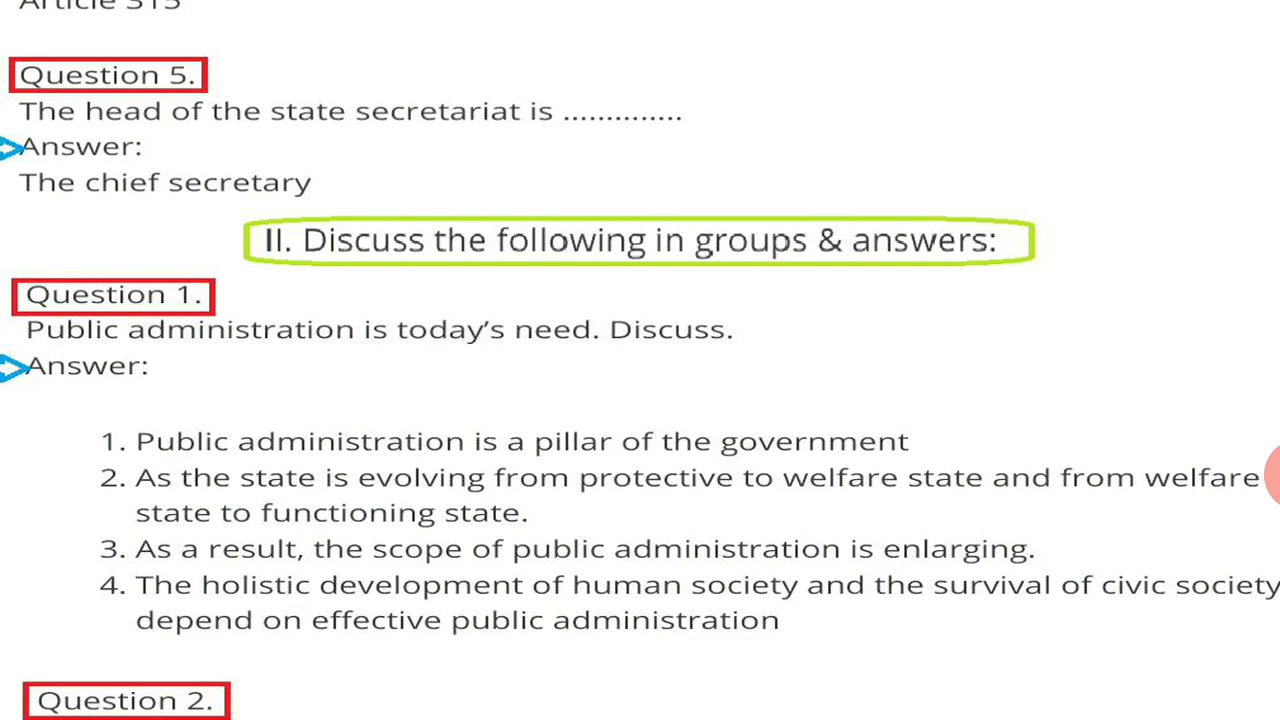 Article 315
Question 5.
The head of the state secretariat is ..............
Answer:
The chief secretary
II. Discuss the following in groups & answers:
Question 1.
Public administration is today’s need. Discuss.
Answer:
1. Public administration is a pillar of the government
2. As the state is evolving from protective to welfare state and from welfare
state to functioning state.
3. As a result, the scope of public administration is enlarging.
4. The holistic development of human society and the survival of civic society
depend on effective public administration
Question 2.